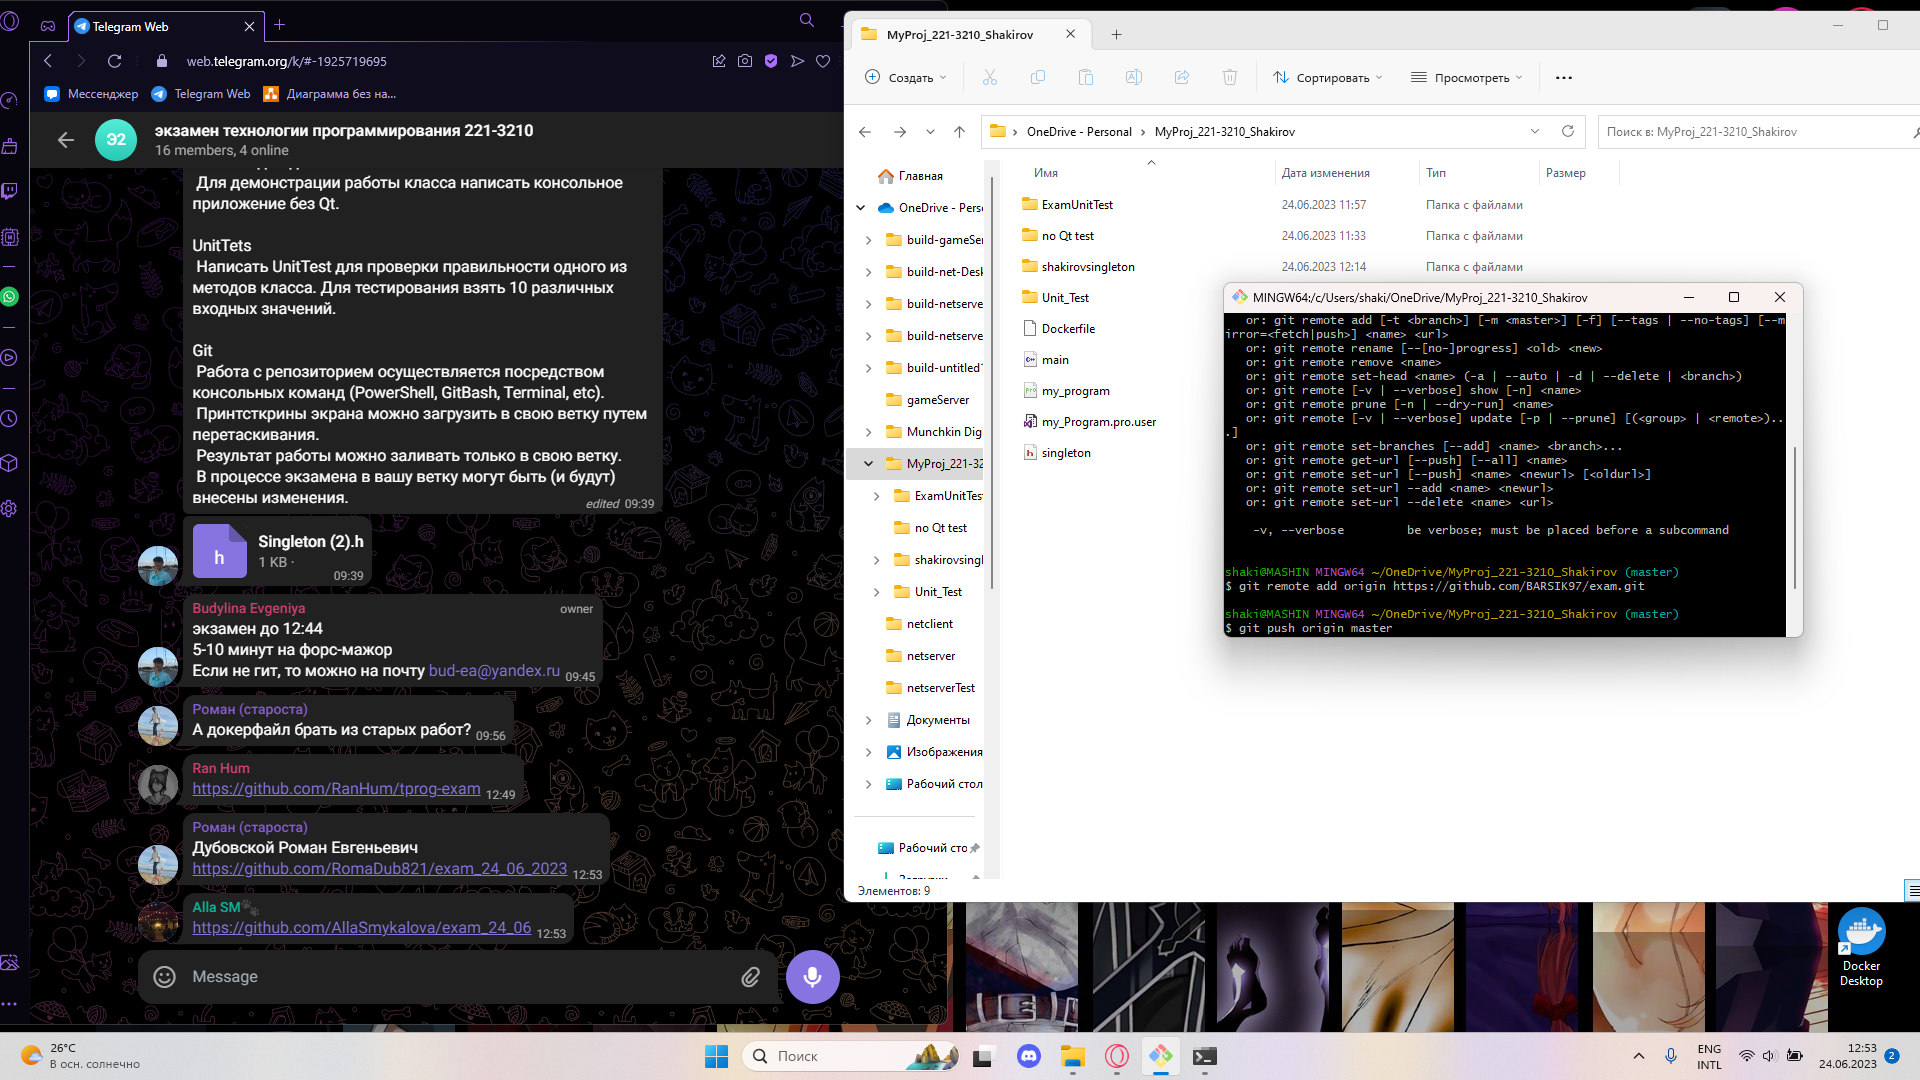 Telegram Web
web.telegram.org/k/#-1925719695
Мессенджер
Telegram Web
Диаграмма без на...
ЭZ
экзамен технологии программирования 221-3210
16 members, 4 online
Для демонстрации работы класса написать консольное
приложение без Qt.
UnitTets
Написать UnitTest для проверки правильности одного из
методов класса. Для тестирования взять 10 различных
входных значений.
Git
Работа с репозиторием осуществляется посредством
консольных команд (PowerShell, GitBash, Terminal, etc).
Принтсткрины экрана можно загрузить в свою ветку путем
перетаскивания.
Результат работы можно заливать только в свою ветку.
В процессе экзамена в вашу ветку могут быть (и будут)
внесены изменения.
edited 09:39
h
Singleton (2).h
1 KB ·
09:39
Budylina Evgeniya
owner
экзамен до 12:44
5-10 минут на форс-мажор
Если не гит, то можно на почту bud-ea@yandex.ru 09:45
Роман (староста)
А докерфайл брать из старых работ? 09:56
Ran Hum
https://github.com/RanHum/tprog-exam 12:49
Роман (староста)
Дубовской Роман Евгеньевич
https://github.com/RomaDub821/exam_24_06_2023 12:53
Alla SM
https://github.com/AllaSmykalova/exam_24_06 12:53
Message
MyProj_221-3210_Shakirov
Создать
Сортировать
Просмотреть
OneDrive - Personal
MyProj_221-3210_Shakirov
Поиск в: MyProj_221-3210_Shakirov
Главная
OneDrive - Perso
build-gameSer
build-net-Desk
build-netserve
build-netserve
build-untitled1
gameServer
Munchkin Dig
MyProj_221-32
ExamUnitTes
no Qt test
shakirovsingl
Unit_Test
netclient
netserver
netserverTest
Документы
Изображения
Рабочий стол
Рабочий сто
Элементов: 9
Имя
Дата изменения
Тип
Размер
ExamUnitTest
24.06.2023 11:57
Папка с файлами
no Qt test
24.06.2023 11:33
Папка с файлами
shakirovsingleton
24.06.2023 12:14
Папка с файлами
Unit_Test
Dockerfile
main
my_program
my_Program.pro.user
singleton
MINGW64:/c/Users/shaki/OneDrive/MyProj_221-3210_Shakirov
or: git remote add [-t <branch>] [-m <master>] [-f] [--tags | --no-tags] [--m
irror=<fetch|push>] <name> <url>
or: git remote rename [--[no-]progress] <old> <new>
or: git remote remove <name>
or: git remote set-head <name> (-a | --auto | -d | --delete | <branch>)
or: git remote [-v | --verbose] show [-n] <name>
or: git remote prune [-n | --dry-run] <name>
or: git remote [-v | --verbose] update [-p | --prune] [(<group> | <remote>)..
.]
or: git remote set-branches [--add] <name> <branch>...
or: git remote get-url [--push] [--all] <name>
or: git remote set-url [--push] <name> <newurl> [<oldurl>]
or: git remote set-url --add <name> <newurl>
or: git remote set-url --delete <name> <url>
-v, --verbose be verbose; must be placed before a subcommand
shaki@MASHIN MINGW64 ~/OneDrive/MyProj_221-3210_Shakirov (master)
$ git remote add origin https://github.com/BARSIK97/exam.git
shaki@MASHIN MINGW64 ~/OneDrive/MyProj_221-3210_Shakirov (master)
$ git push origin master
Docker
Desktop
26°C
В осн. солнечно
Поиск
ENG
INTL
12:53
24.06.2023
2